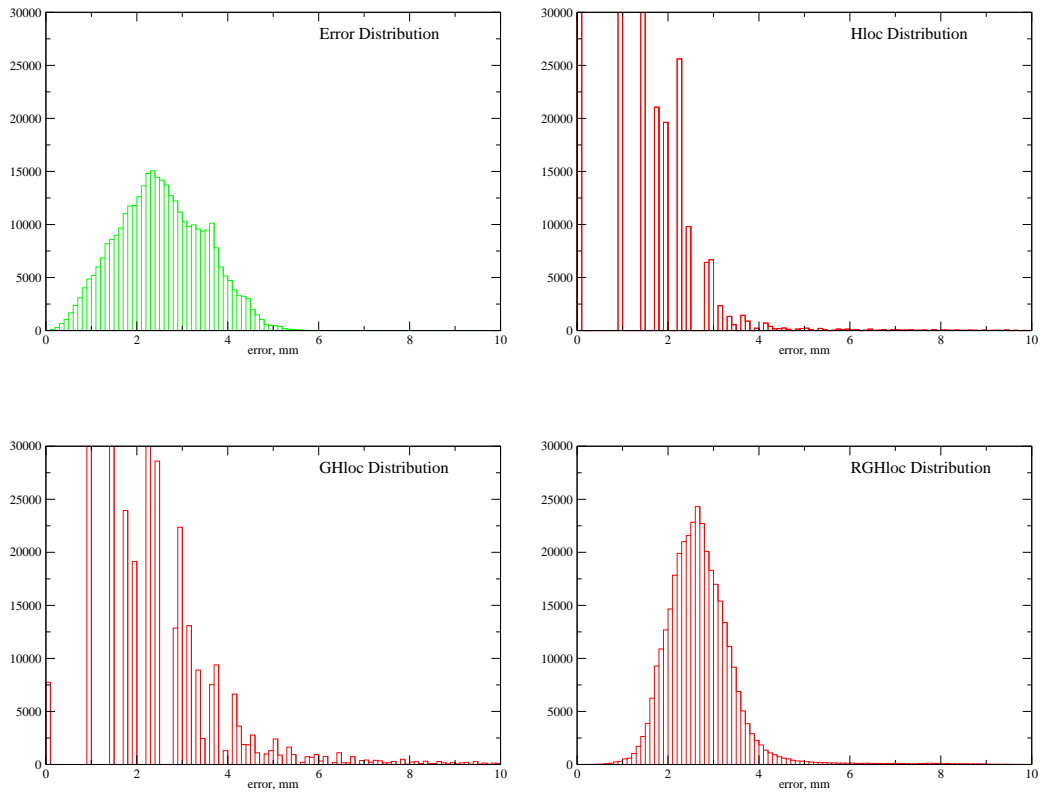 30000
Error Distribution
25000
20000
15000
10000
5000
0
0 2 4 6 8 10
error, mm
30000
Hloc Distribution
25000
20000
15000
10000
5000
0
0 2 4 6 8 10
error, mm
30000
GHloc Distribution
25000
20000
15000
10000
5000
0
0 2 4 6 8 10
error, mm
30000
RGHloc Distribution
25000
20000
15000
10000
5000
0
0 2 4 6 8 10
error, mm